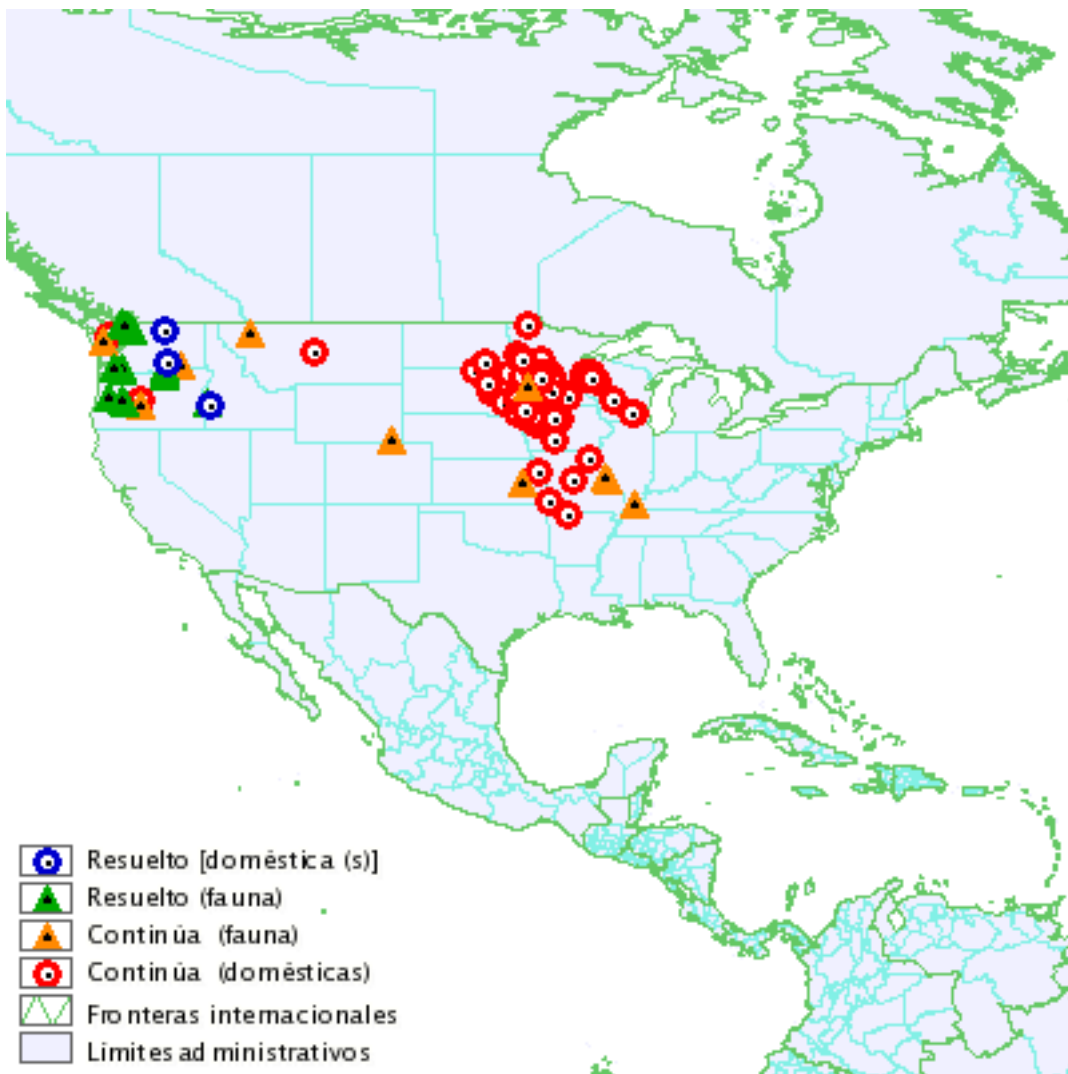 Resuelto [doméstica (s)]
Resuelto (fauna)
Continúa (fauna)
Continúa (domésticas)
Fronteras internacionales
Límites administrativos